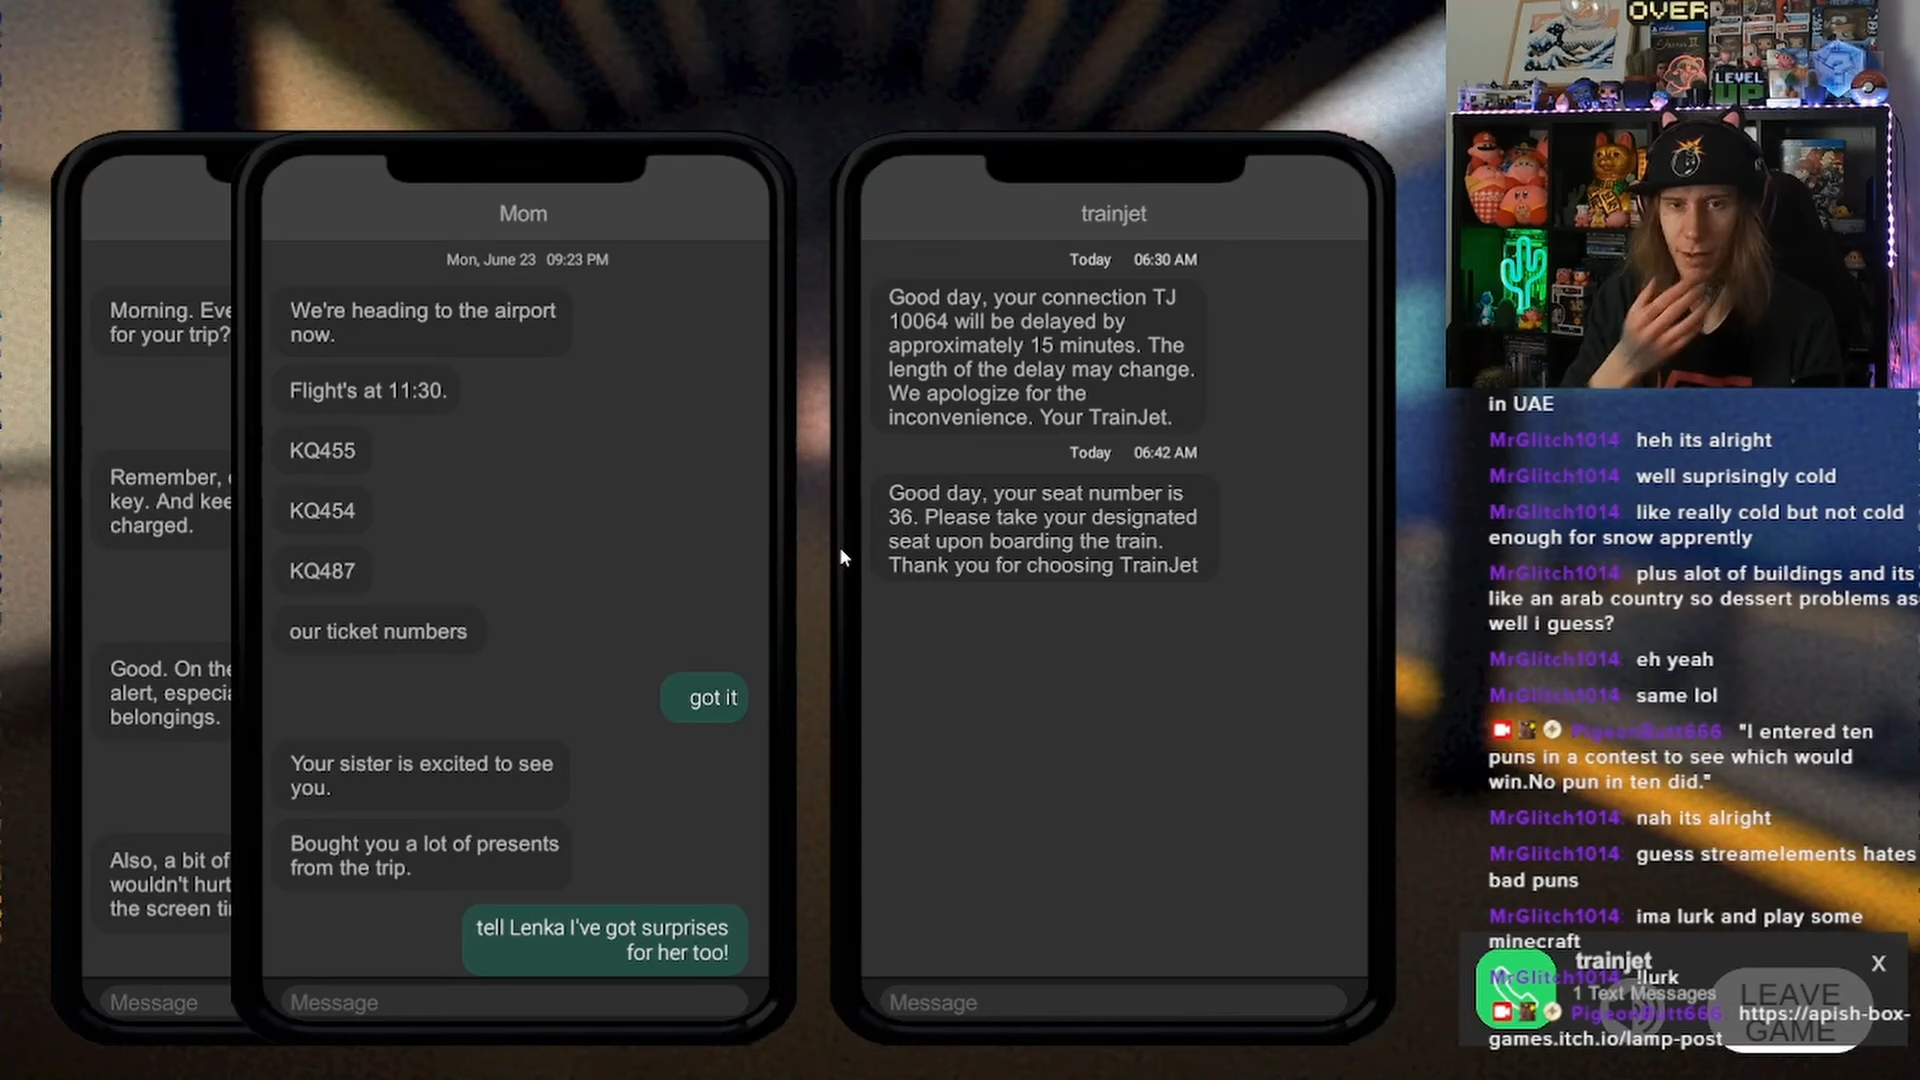 Morning. Eve
for your trip?
Remember,
key. And kee
charged.
Good. On the
alert, especia
belongings.
Also, a bit of
wouldn't hurt
the screen ti
Message
Mom
Mon, June 23 09:23 PM
We're heading to the airport
now.
Flight's at 11:30.
KQ455
KQ454
KQ487
our ticket numbers
got it
Your sister is excited to see
you.
Bought you a lot of presents
from the trip.
tell Lenka I've got surprises
for her too!
Message
trainjet
Today 06:30 AM
Good day, your connection TJ
10064 will be delayed by
approximately 15 minutes. The
length of the delay may change.
We apologize for the
inconvenience. Your TrainJet.
Today 06:42 AM
Good day, your seat number is
36. Please take your designated
seat upon boarding the train.
Thank you for choosing TrainJet
Message
OVER
LEVEL
UP
in UAE
MrGlitch1014 heh its alright
MrGlitch1014 well suprisingly cold
MrGlitch1014 like really cold but not cold
enough for snow apprently
MrGlitch1014 plus alot of buildings and its
like an arab country so dessert problems as
well i guess?
MrGlitch1014 eh yeah
MrGlitch1014 same lol
PigeonButt666 "I entered ten
puns in a contest to see which would
win.No pun in ten did."
MrGlitch1014 nah its alright
MrGlitch1014 guess streamelements hates
bad puns
MrGlitch1014 ima lurk and play some
minecraft
trainjet
X
MrGlitch1014 !lurk
1 Text Messages
PigeonButt666 https://apish-box-
games.itch.io/lamp-post
LEAVE
GAME